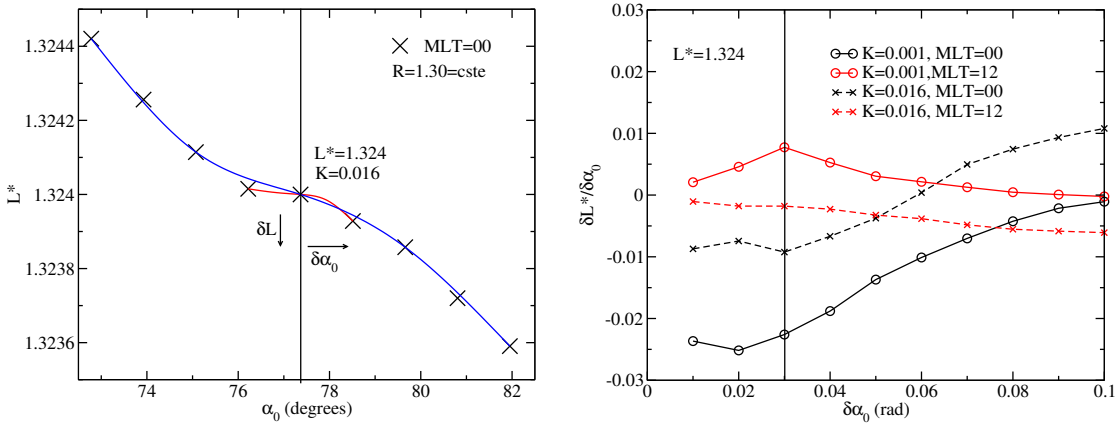 1.3244
1.3242
1.324
1.3238
1.3236
L*
MLT=00
R=1.30=cste
L*=1.324
K=0.016
δL
δα₀
74
76
78
80
82
α₀ (degrees)
0.03
0.02
0.01
0
-0.01
-0.02
-0.03
δL*/δα₀
L*=1.324
K=0.001, MLT=00
K=0.001,MLT=12
K=0.016, MLT=00
K=0.016, MLT=12
0
0.02
0.04
0.06
0.08
0.1
δα₀ (rad)